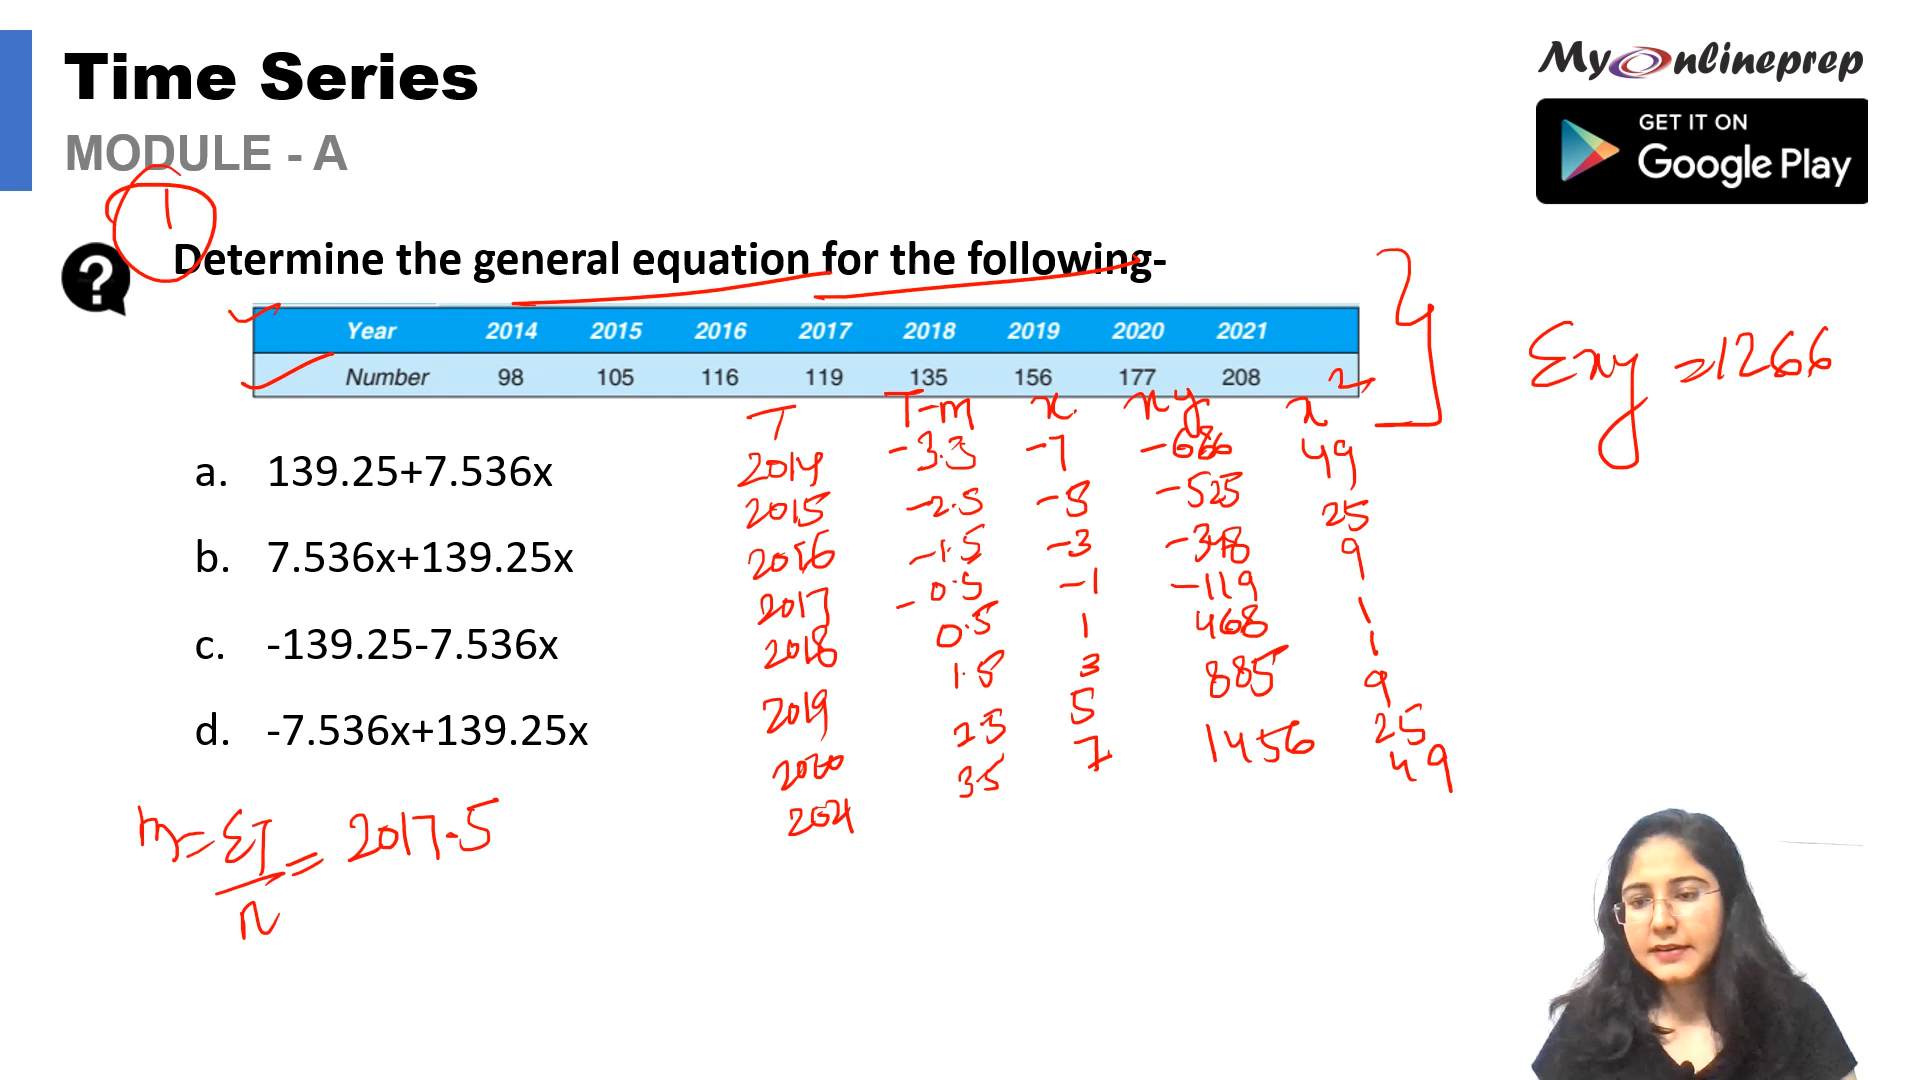 Time Series
MODULE - A
MyOnlineprep
GET IT ON
Google Play
1
Determine the general equation for the following-
Year 2014 2015 2016 2017 2018 2019 2020 2021
Number 98 105 116 119 135 156 177 208
Σxy = 1266
T T-m x xy x²
2014 -3.5 -7 -686 49
2015 -2.5 -5 -525 25
2016 -1.5 -3 -348 9
2017 -0.5 -1 -119 1
2018 0.5 1 468 1
2019 1.5 3 885 9
2020 2.5 5 1456 25
2021 3.5 7 49
a. 139.25+7.536x
b. 7.536x+139.25x
c. -139.25-7.536x
d. -7.536x+139.25x
m = ΣT/n = 2017.5